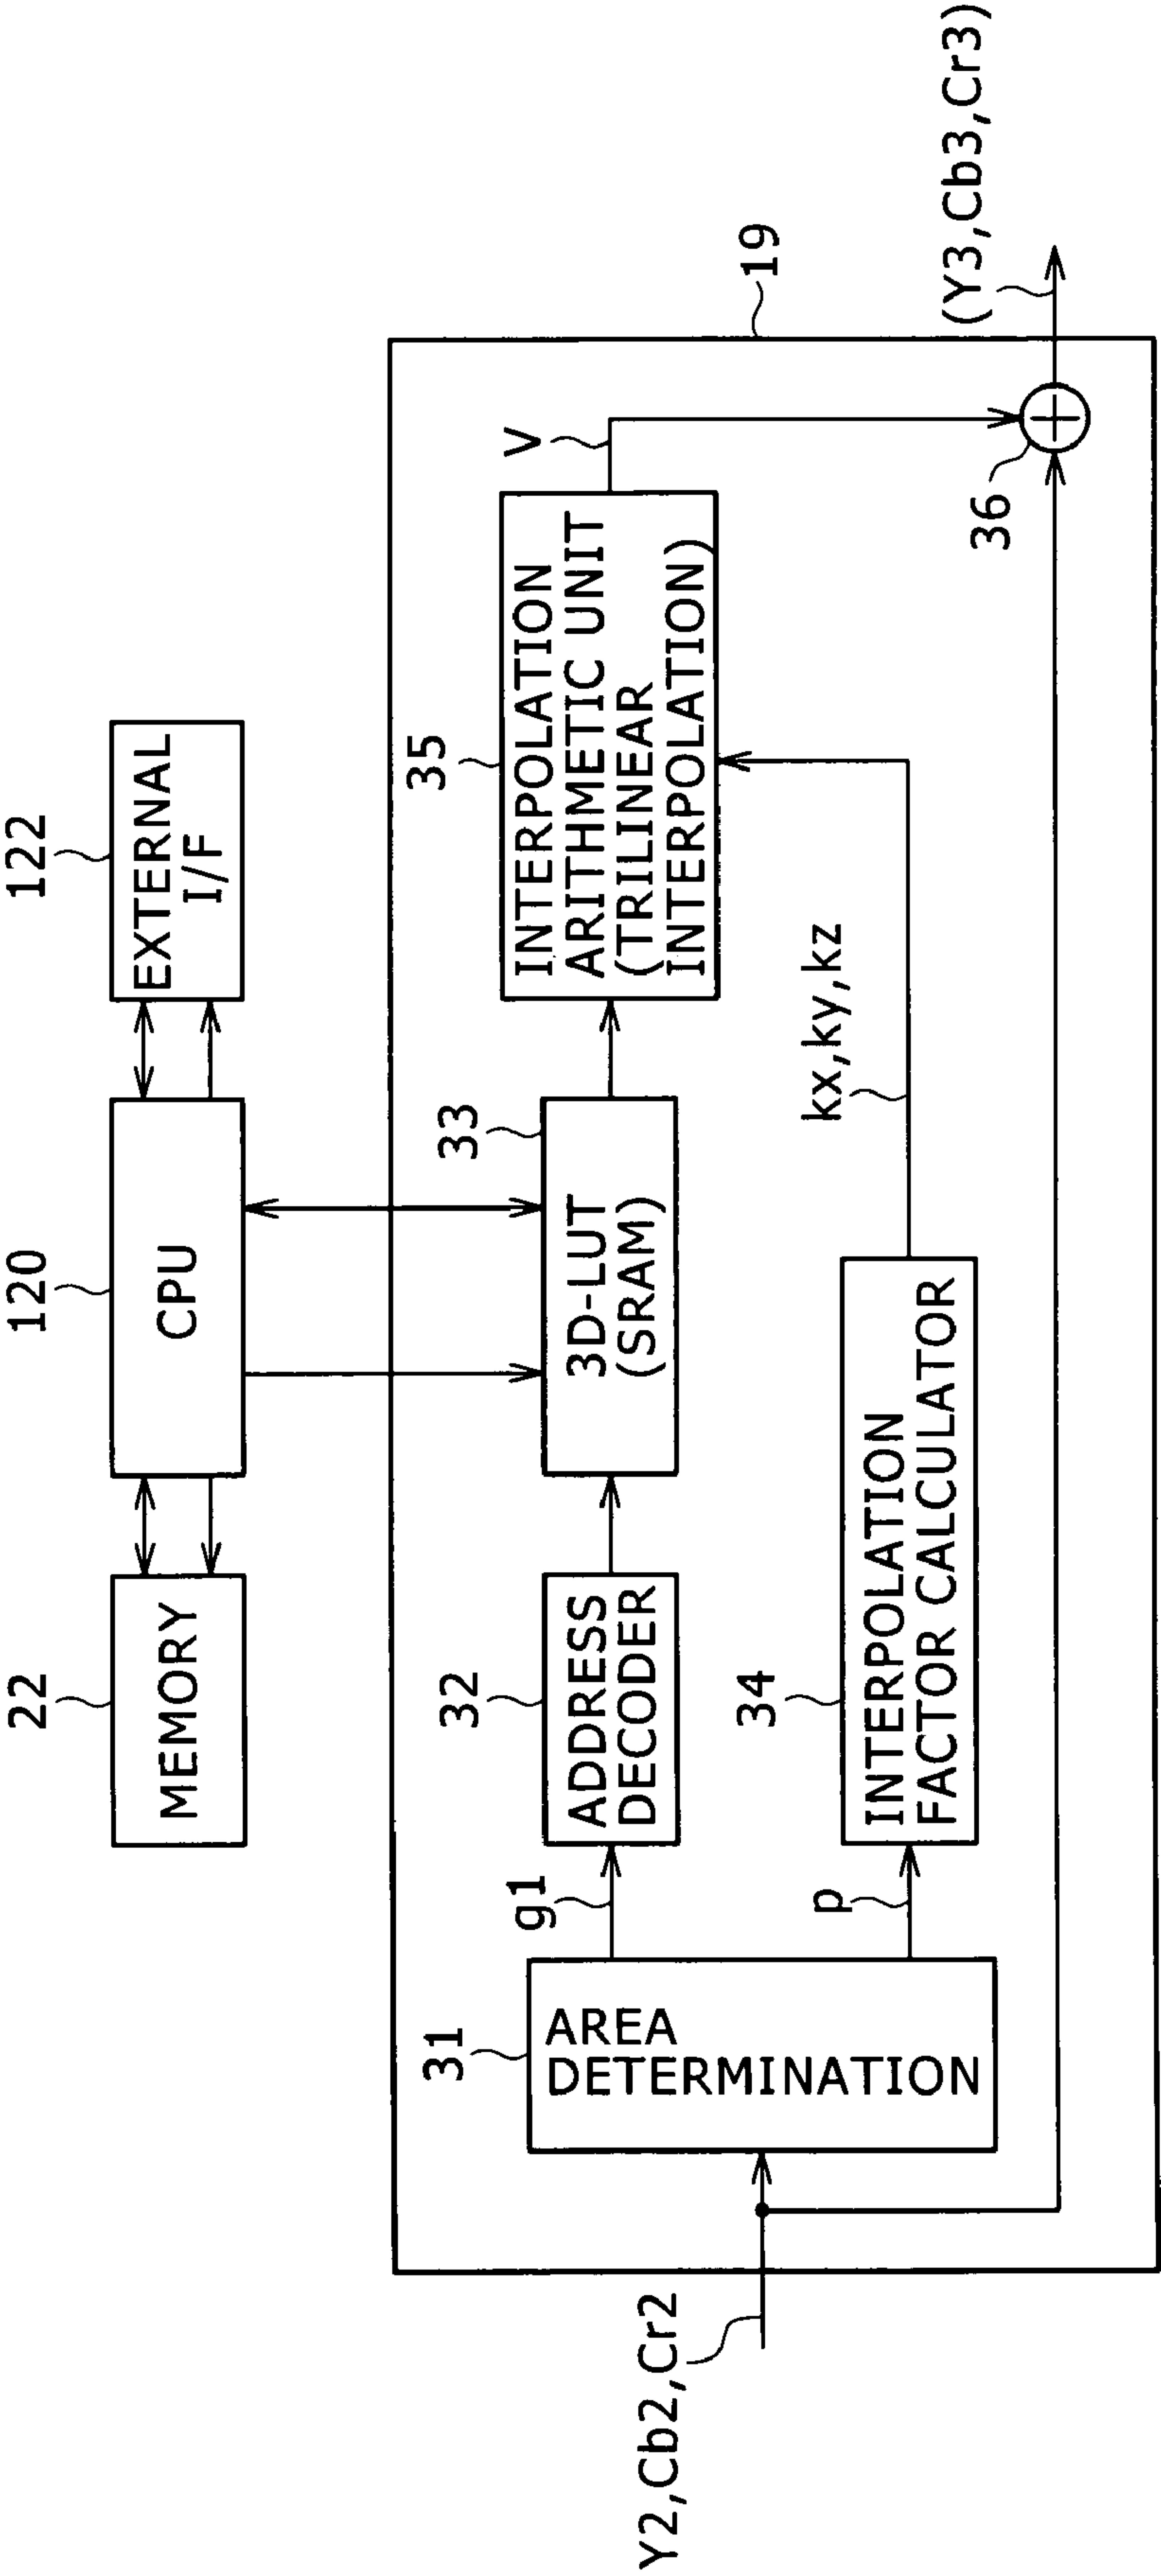 22
120
122
MEMORY
CPU
EXTERNAL
I/F
19
31
32
33
35
g1
ADDRESS
DECODER
3D-LUT
(SRAM)
INTERPOLATION
ARITHMETIC UNIT
(TRILINEAR
INTERPOLATION)
V
AREA
DETERMINATION
Y2,Cb2,Cr2
34
p
INTERPOLATION
FACTOR CALCULATOR
kx,ky,kz
36
(Y3,Cb3,Cr3)